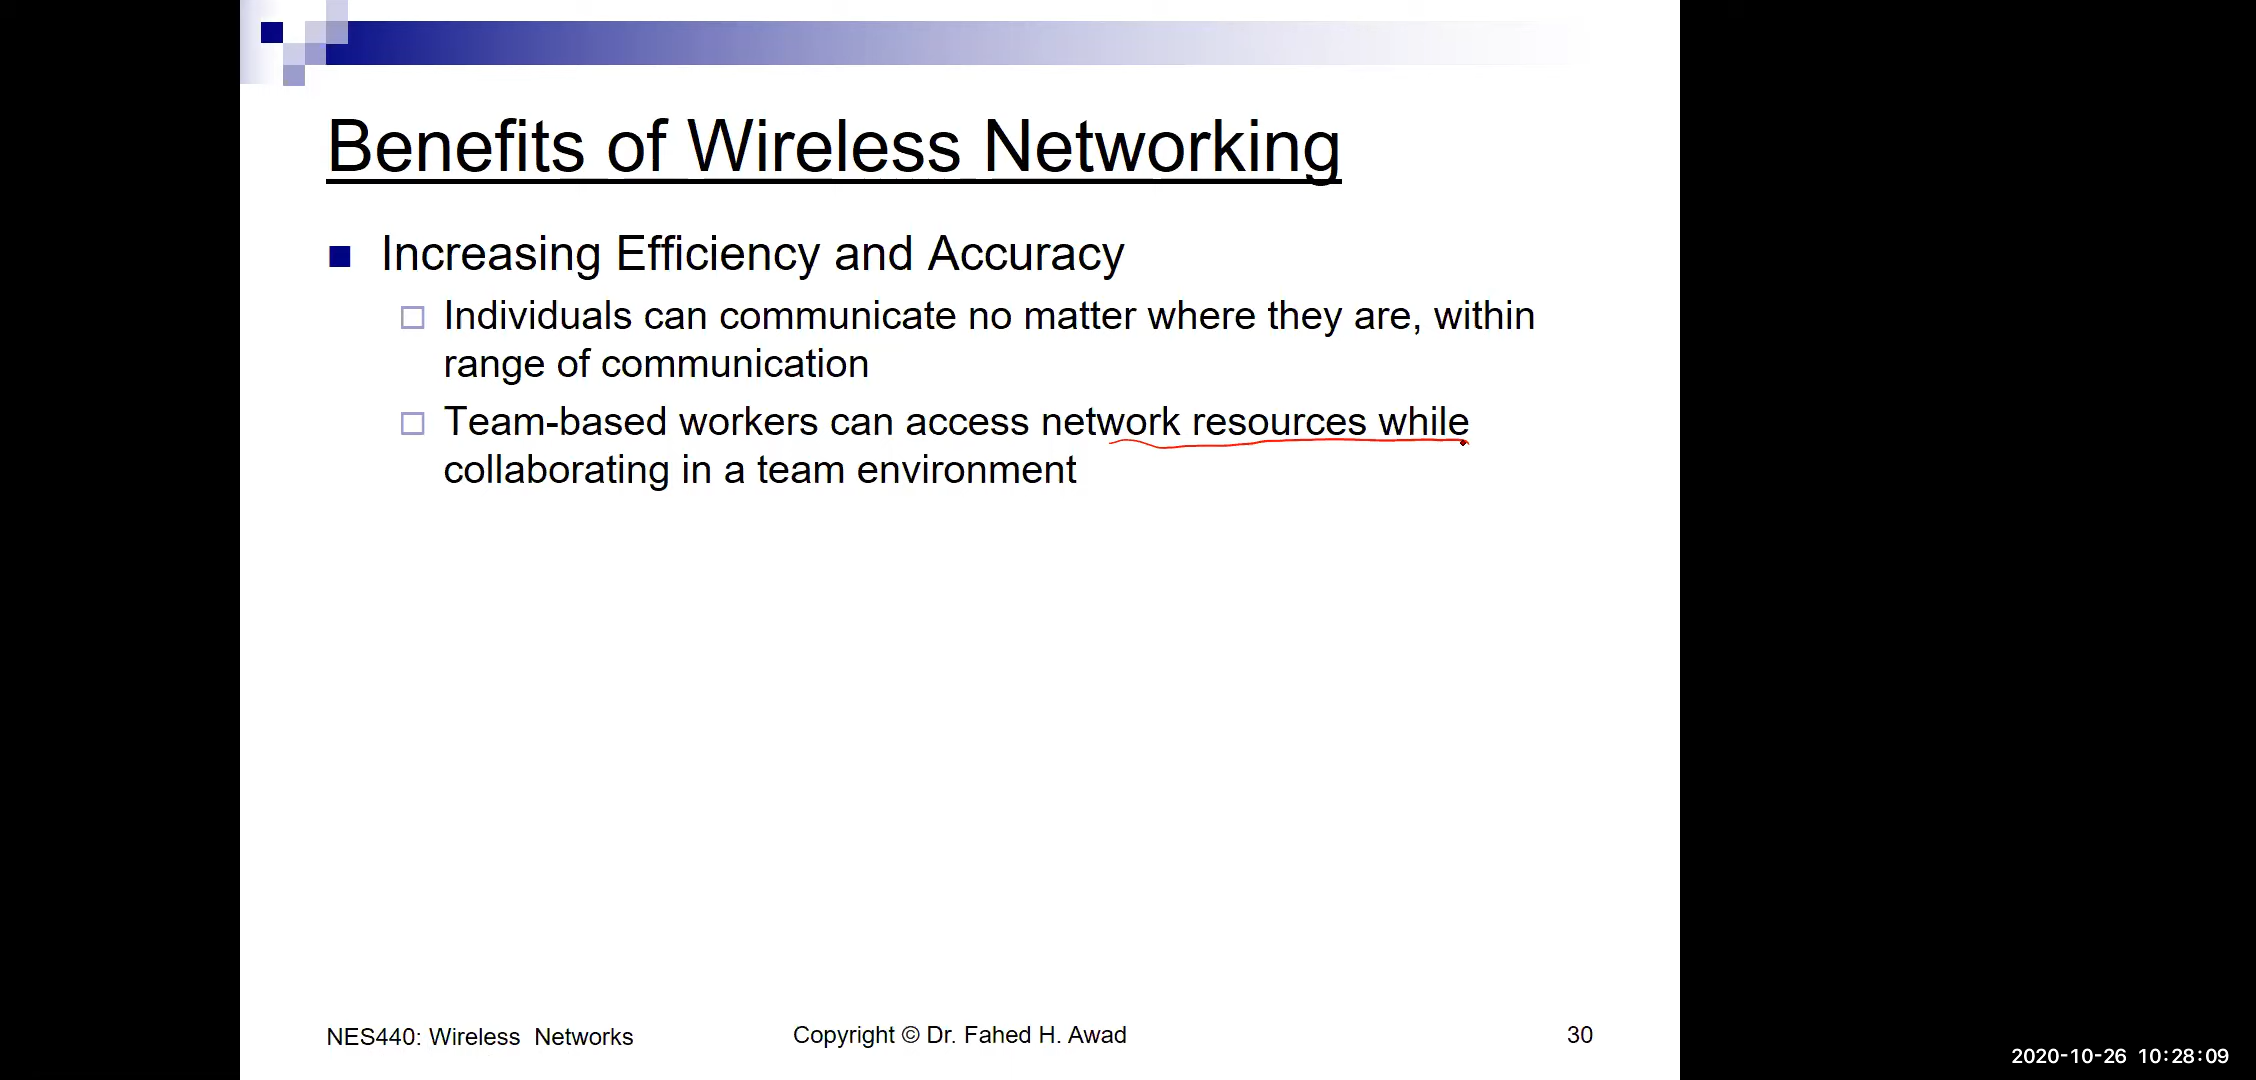 Benefits of Wireless Networking
Increasing Efficiency and Accuracy
Individuals can communicate no matter where they are, within
range of communication
Team-based workers can access network resources while
collaborating in a team environment
NES440: Wireless Networks
Copyright © Dr. Fahed H. Awad
30
2020-10-26 10:28:09